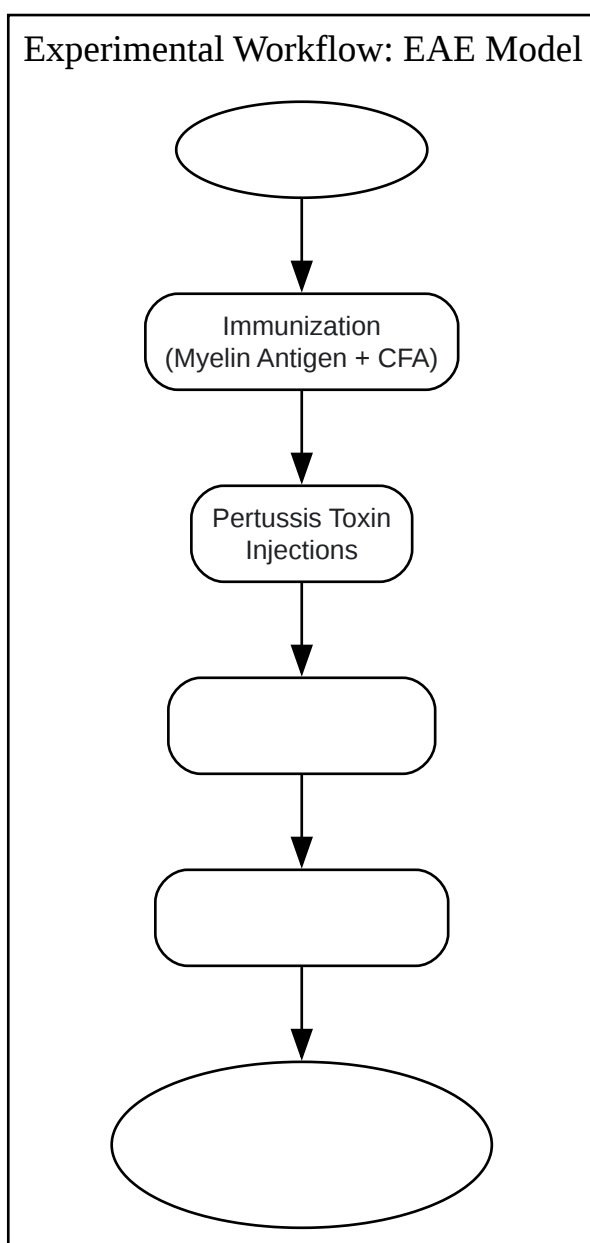 Experimental Workflow: EAE Model
Immunization
(Myelin Antigen + CFA)
Pertussis Toxin
Injections